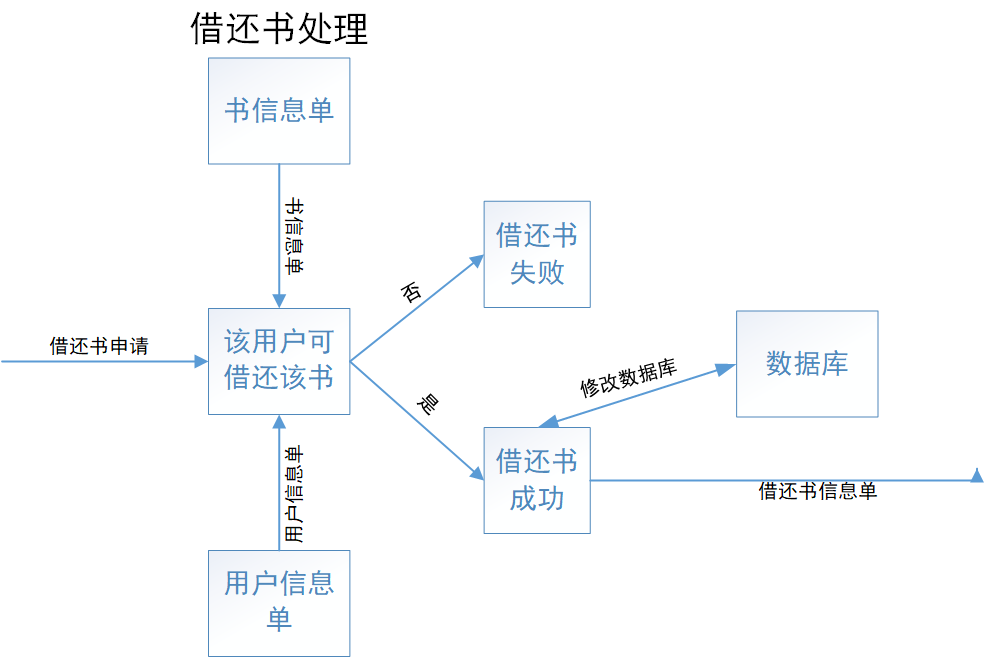 借还书处理
书信息单
书信息单
借还书
失败
否
该用户可
借还该书
借还书申请
数据库
修改数据库
是
借还书
成功
借还书信息单
用户信息单
用户信息
单